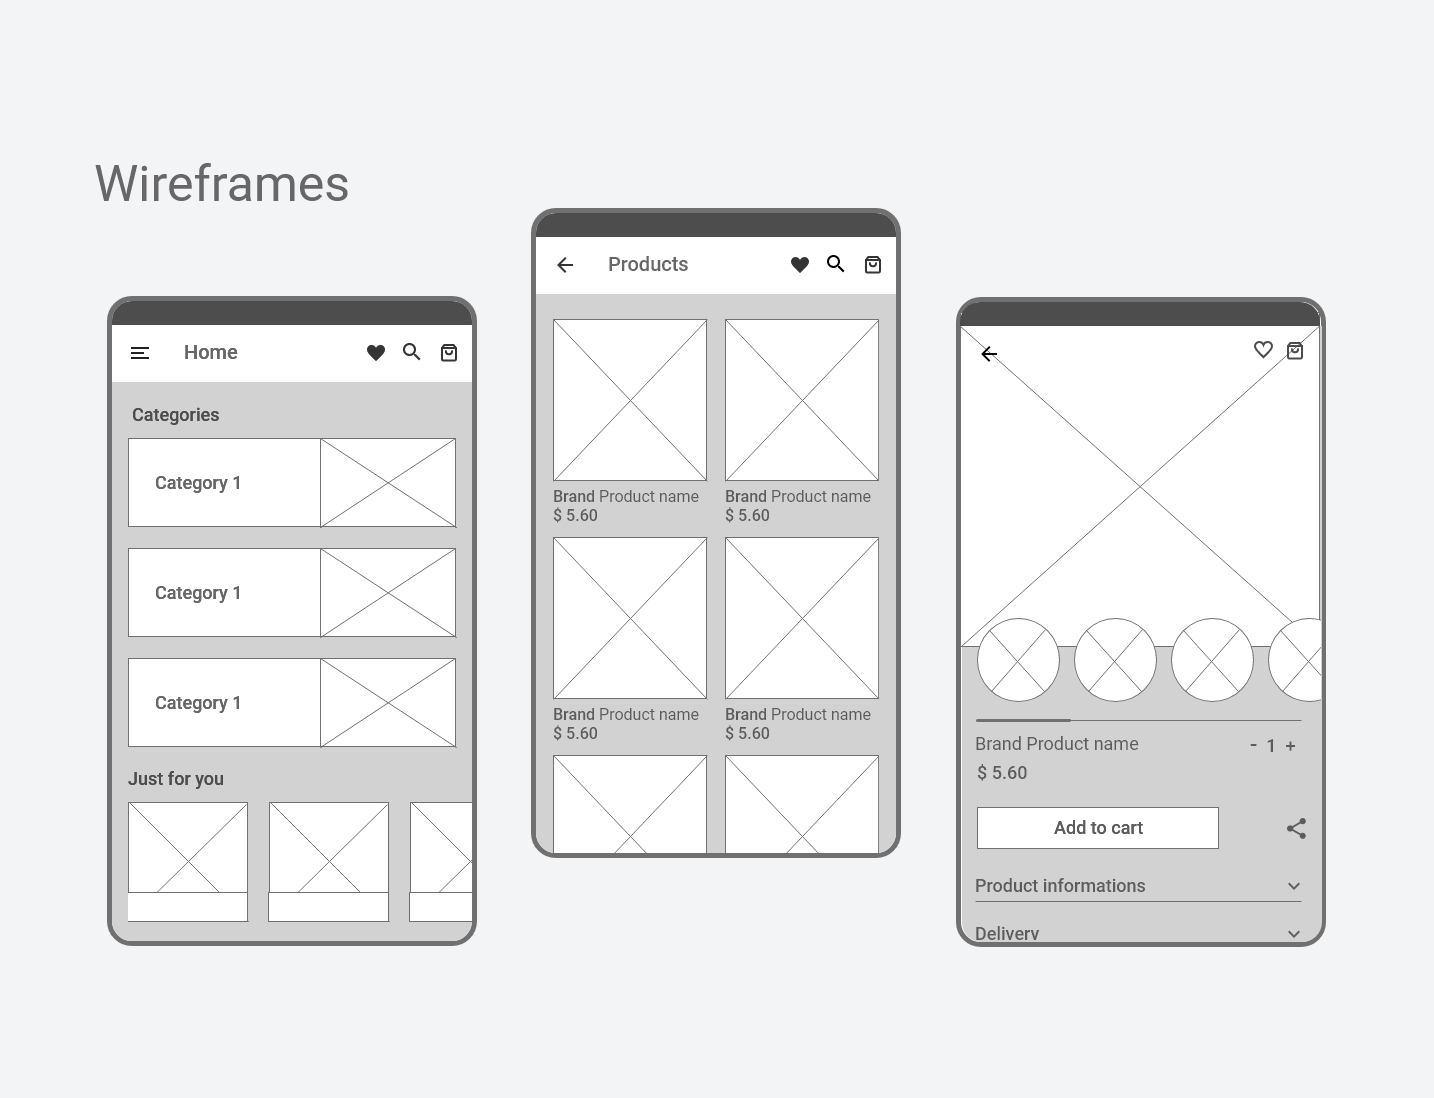 Wireframes
Home
Categories
Category 1
Category 1
Category 1
Just for you
Products
Brand Product name
$ 5.60
Brand Product name
$ 5.60
Brand Product name
$ 5.60
Brand Product name
$ 5.60
Brand Product name
- 1 +
$ 5.60
Add to cart
Product informations
Delivery